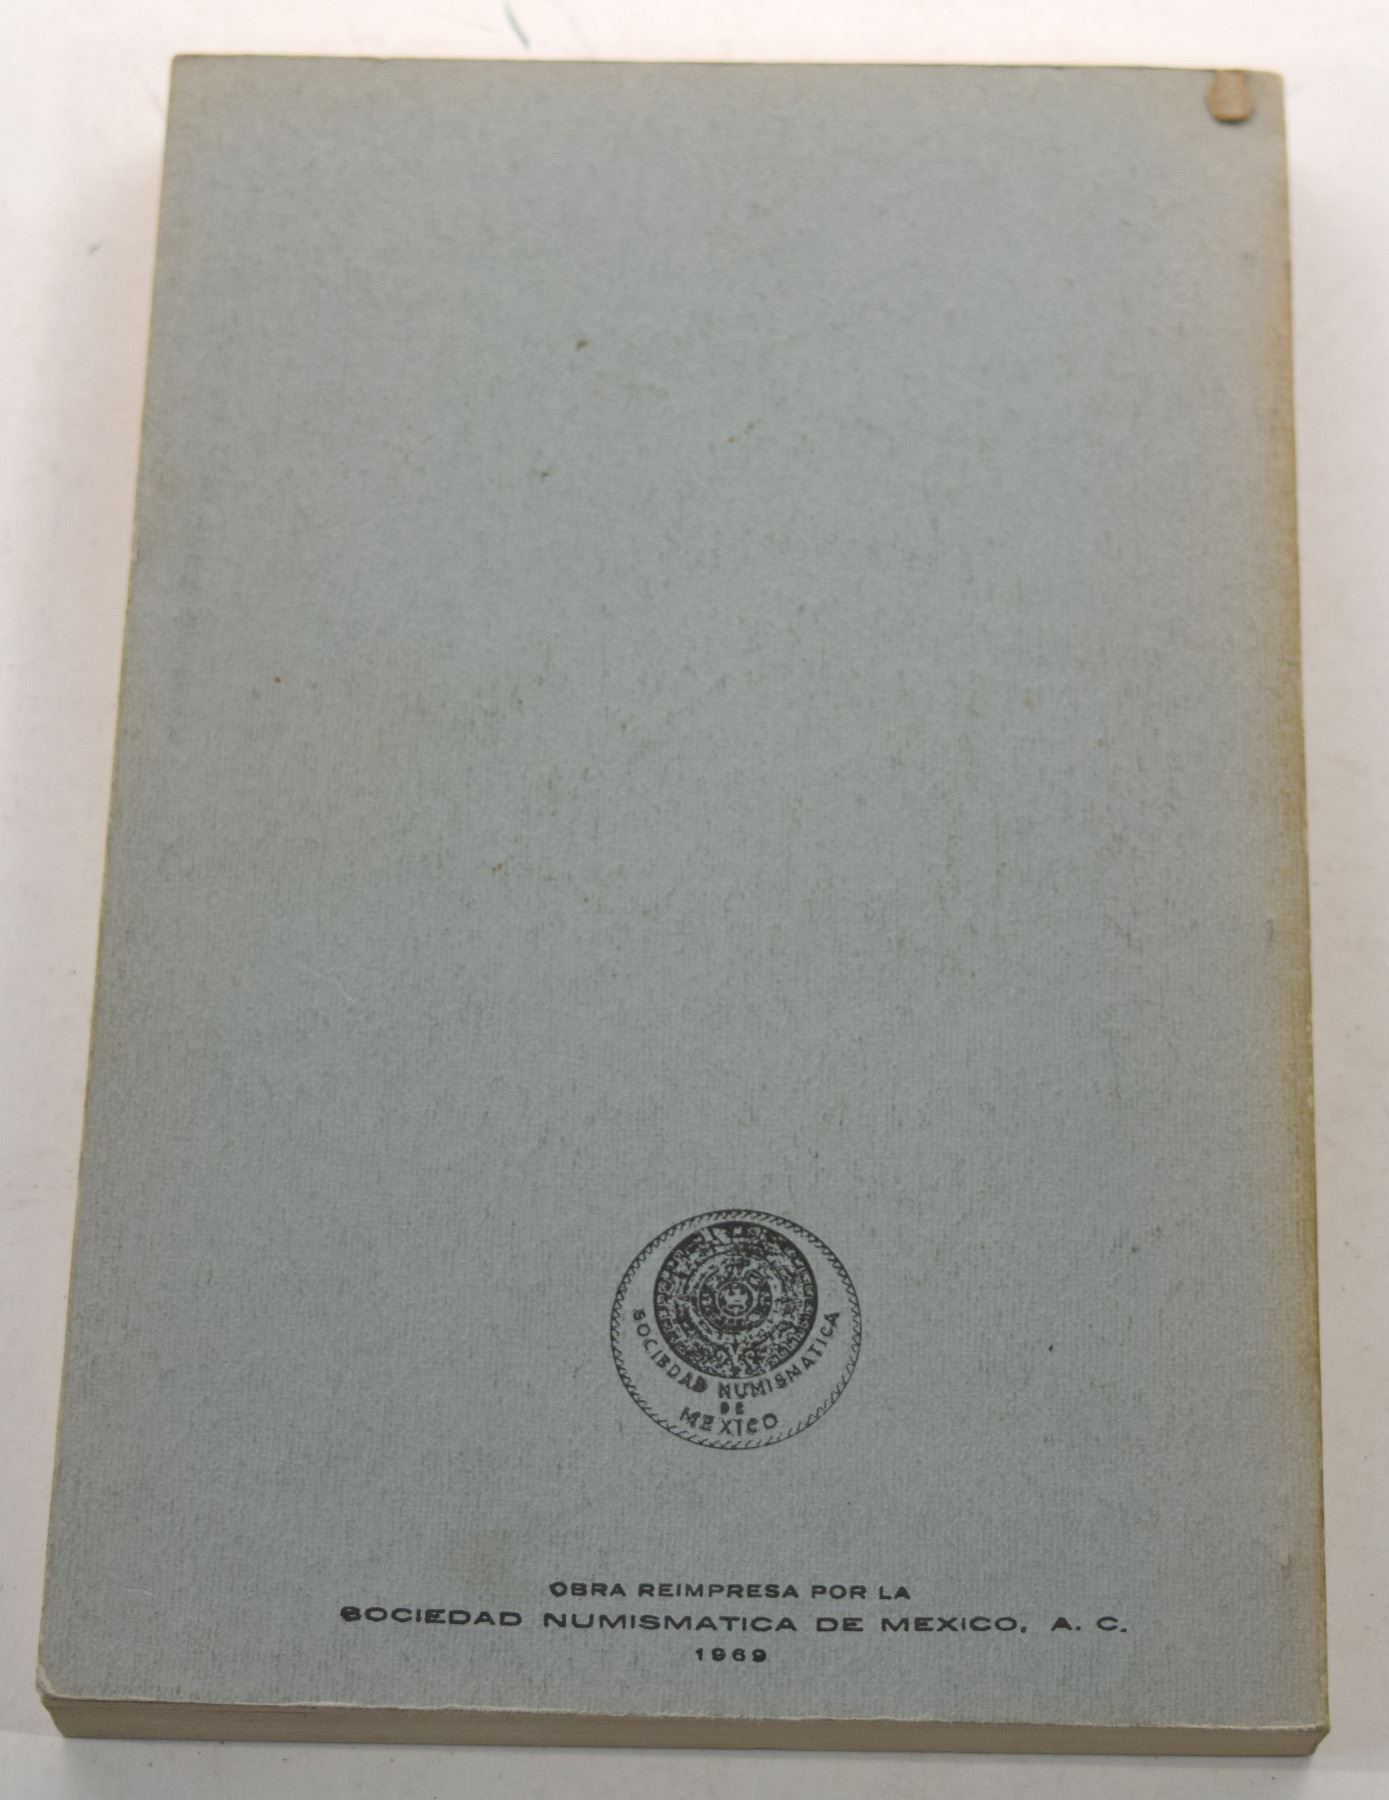 SOCIEDAD NUMISMATICA
DE
MEXICO
OBRA REIMPRESA POR LA
SOCIEDAD NUMISMATICA DE MEXICO, A. C.
1969